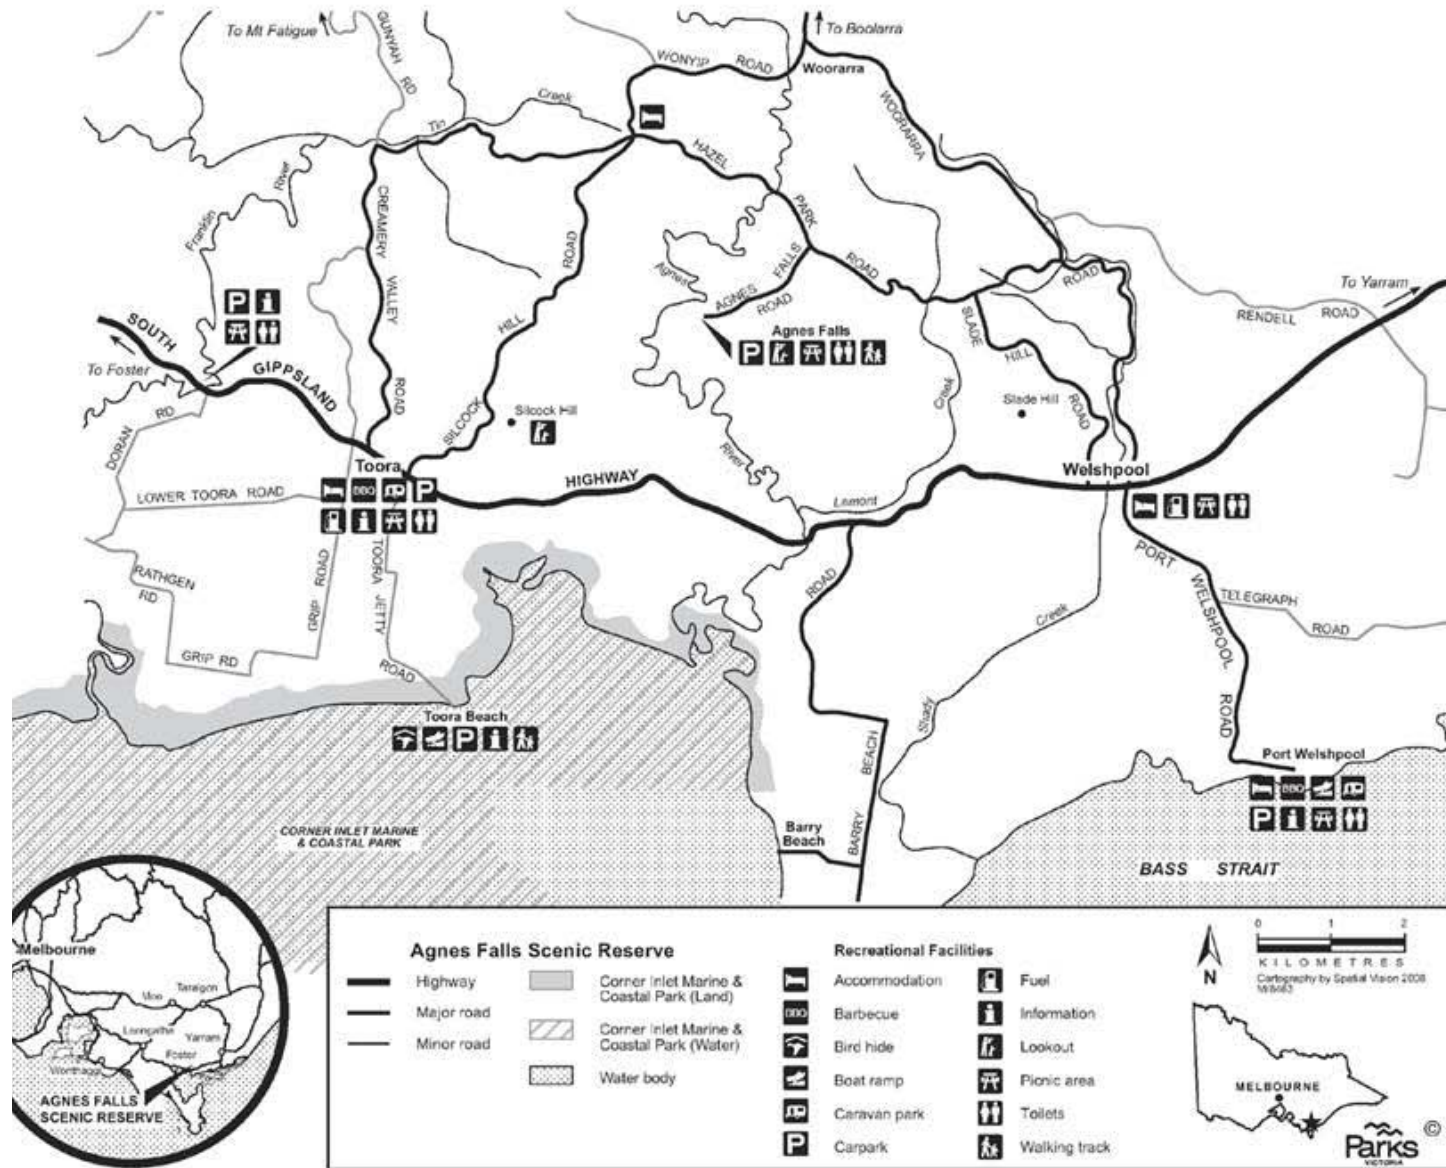 To Mt Fatigue
GUNYAH RD
To Boolarra
WONYIP ROAD
Woorarra
WOORARRA
Creek
Tin
HAZEL
PARK
ROAD
ROAD
River
Franklin
CREAMERY
VALLEY
ROAD
ROAD
HILL
SILCOCK
Agnes
AGNES FALLS
ROAD
Agnes Falls
P
To Yarram
RENDELL ROAD
SLADE
HILL
ROAD
Slade Hill
P
SOUTH
GIPPSLAND
To Foster
DORAN RD
Silcock Hill
Creek
River
Toora
HIGHWAY
Welshpool
LOWER TOORA ROAD
BBQ
P
Lamont
PORT
WELSHPOOL
ROAD
RATHGEN
RD
GRIP ROAD
TOORA JETTY
ROAD
GRIP RD
ROAD
Creek
TELEGRAPH
ROAD
Toora Beach
P
Shady
BEACH
BARRY
Port Welshpool
BBQ
P
Barry
Beach
CORNER INLET MARINE
& COASTAL PARK
BASS STRAIT
Melbourne
Moe
Traralgon
Leongatha
Yarram
Foster
Wonthaggi
AGNES FALLS
SCENIC RESERVE
Agnes Falls Scenic Reserve
Highway
Major road
Minor road
Corner Inlet Marine &
Coastal Park (Land)
Corner Inlet Marine &
Coastal Park (Water)
Water body
Recreational Facilities
Accommodation
BBQ Barbecue
Bird hide
Boat ramp
Caravan park
P Carpark
Fuel
Information
Lookout
Picnic area
Toilets
Walking track
N
0 1 2
KILOMETRES
Cartography by Spatial Vision 2008
MELBOURNE
Parks
VICTORIA
©